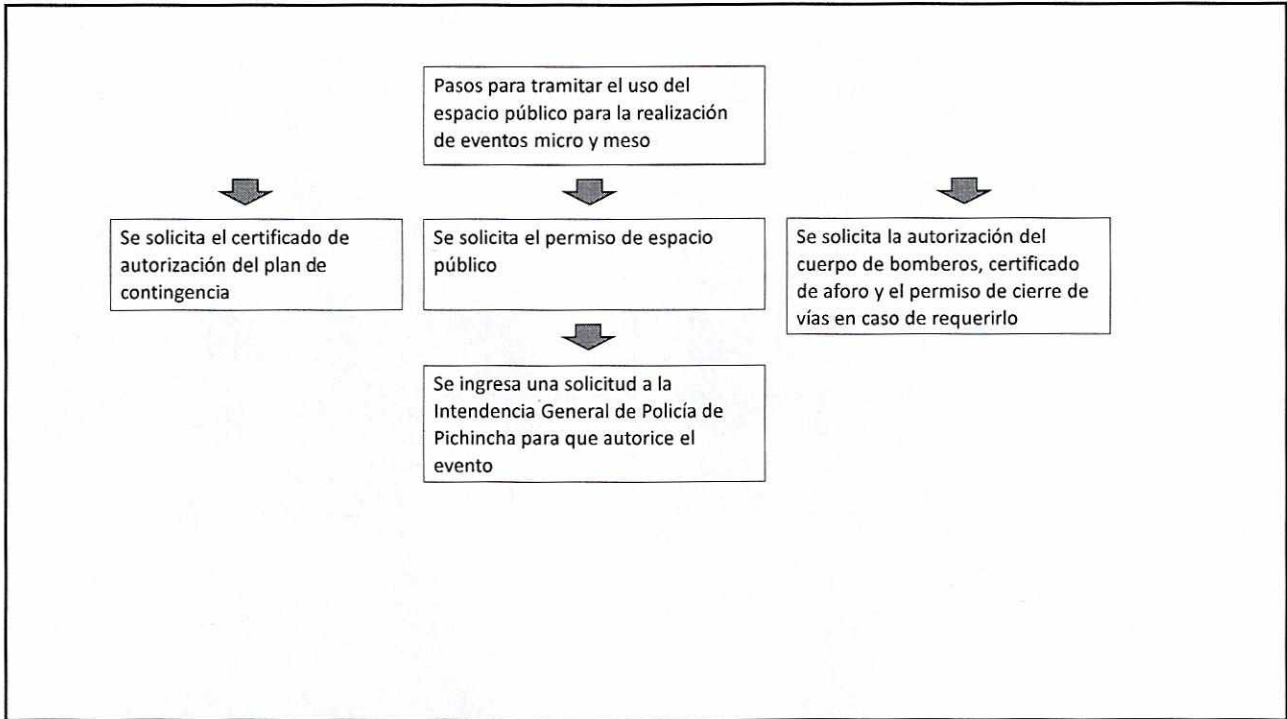 Pasos para tramitar el uso del
espacio público para la realización
de eventos micro y meso
Se solicita el certificado de
autorización del plan de
contingencia
Se solicita el permiso de espacio
público
Se solicita la autorización del
cuerpo de bomberos, certificado
de aforo y el permiso de cierre de
vías en caso de requerirlo
Se ingresa una solicitud a la
Intendencia General de Policía de
Pichincha para que autorice el
evento